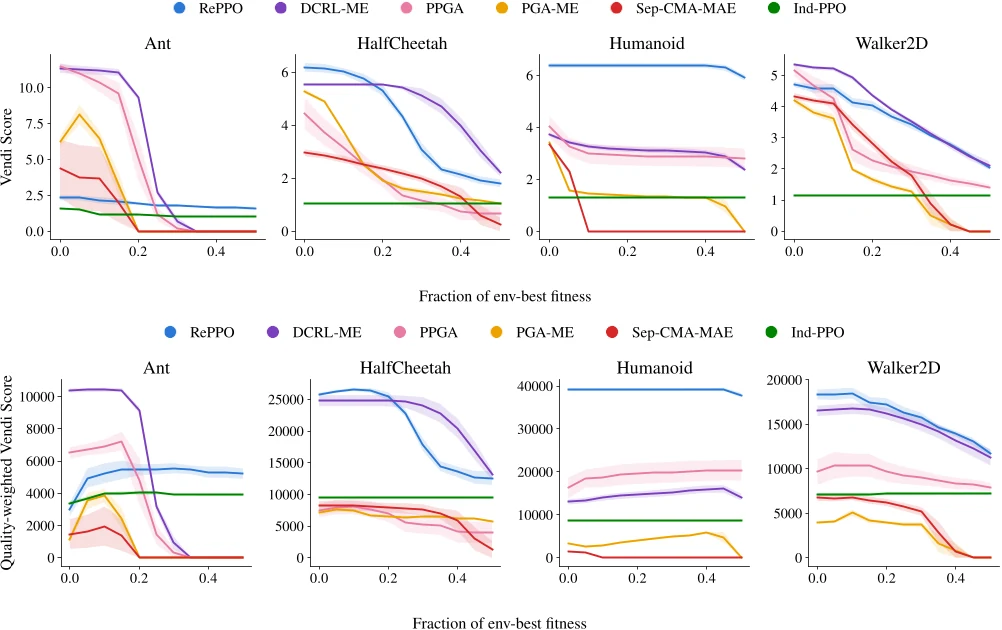 RePPO DCRL-ME PPGA PGA-ME Sep-CMA-MAE Ind-PPO
Ant HalfCheetah Humanoid Walker2D
Vendi Score
10.0
7.5
5.0
2.5
0.0
0.0 0.2 0.4
6
4
2
0
0.0 0.2 0.4
6
4
2
0
0.0 0.2 0.4
5
4
3
2
1
0
0.0 0.2 0.4
Fraction of env-best fitness
RePPO DCRL-ME PPGA PGA-ME Sep-CMA-MAE Ind-PPO
Ant HalfCheetah Humanoid Walker2D
Quality-weighted Vendi Score
10000
8000
6000
4000
2000
0
0.0 0.2 0.4
25000
20000
15000
10000
5000
0
0.0 0.2 0.4
40000
30000
20000
10000
0
0.0 0.2 0.4
20000
15000
10000
5000
0
0.0 0.2 0.4
Fraction of env-best fitness